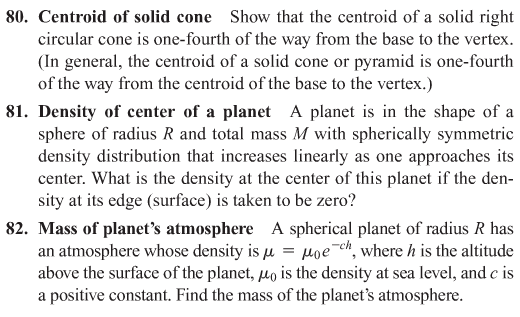 80. Centroid of solid cone Show that the centroid of a solid right
circular cone is one-fourth of the way from the base to the vertex.
(In general, the centroid of a solid cone or pyramid is one-fourth
of the way from the centroid of the base to the vertex.)
81. Density of center of a planet A planet is in the shape of a
sphere of radius R and total mass M with spherically symmetric
density distribution that increases linearly as one approaches its
center. What is the density at the center of this planet if the den-
sity at its edge (surface) is taken to be zero?
82. Mass of planet's atmosphere A spherical planet of radius R has
an atmosphere whose density is μ = μ₀e⁻ᶜʰ, where h is the altitude
above the surface of the planet, μ₀ is the density at sea level, and c is
a positive constant. Find the mass of the planet's atmosphere.